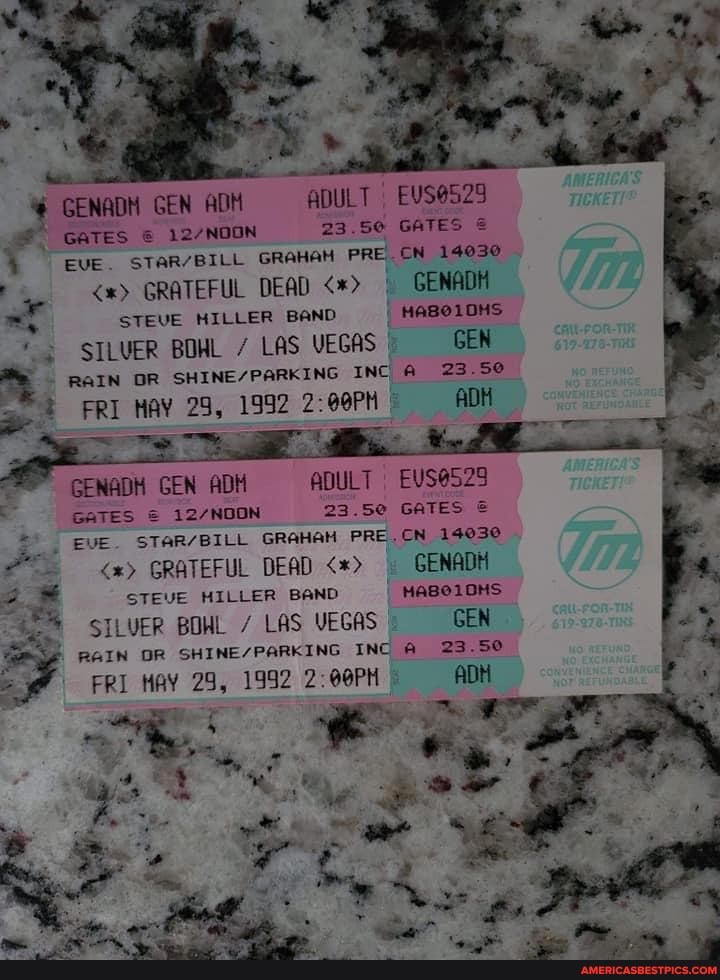 GENADM GEN ADM ADULT EVS0529
GATES @ 12/NOON 23.50 GATES @
EVE. STAR/BILL GRAHAM PRE. CN 14030
<*> GRATEFUL DEAD <*> GENADM
STEVE MILLER BAND MAB01OMS
SILVER BOWL / LAS VEGAS GEN
RAIN OR SHINE/PARKING INC A 23.50
FRI MAY 29, 1992 2:00PM ADM
AMERICA'S
TICKET!®
Tm
CALL-FOR-TIX
619-278-TIXS
NO REFUND
NO EXCHANGE
CONVENIENCE CHARGE
NOT REFUNDABLE
GENADM GEN ADM ADULT EVS0529
GATES @ 12/NOON 23.50 GATES @
EVE. STAR/BILL GRAHAM PRE. CN 14030
<*> GRATEFUL DEAD <*> GENADM
STEVE MILLER BAND MAB01OMS
SILVER BOWL / LAS VEGAS GEN
RAIN OR SHINE/PARKING INC A 23.50
FRI MAY 29, 1992 2:00PM ADM
AMERICA'S
TICKET!®
Tm
CALL-FOR-TIX
619-278-TIXS
NO REFUND
NO EXCHANGE
CONVENIENCE CHARGE
NOT REFUNDABLE
AMERICASBESTPICS.COM